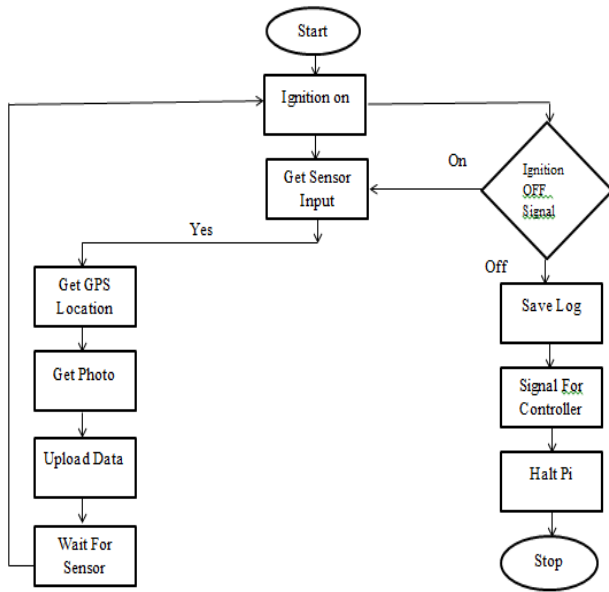 Start
Ignition on
On
Ignition
OFF
Signal
Get Sensor
Input
Yes
Off
Get GPS
Location
Save Log
Get Photo
Signal For
Controller
Upload Data
Halt Pi
Wait For
Sensor
Stop